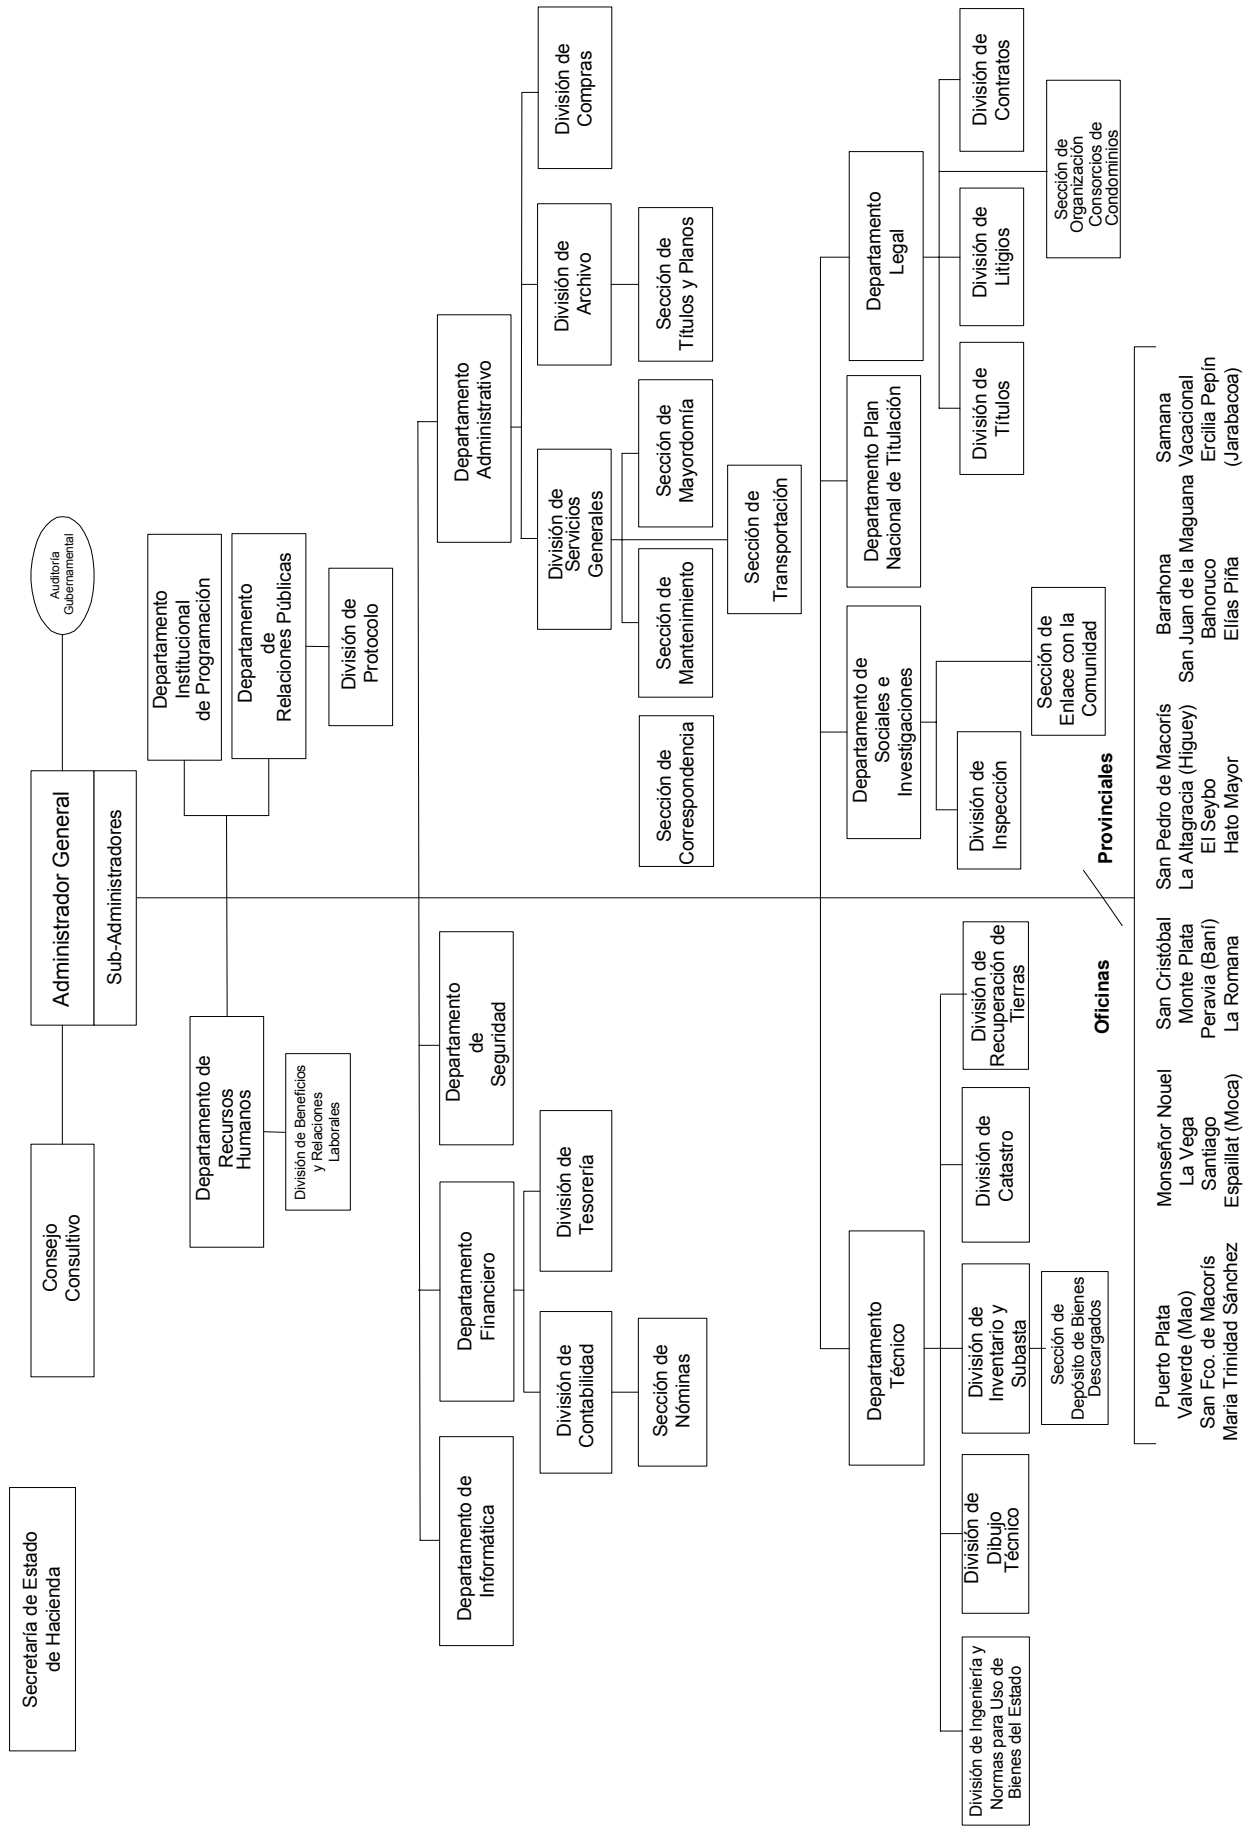 Secretaría de Estado
de Hacienda
Consejo
Consultivo
Administrador General
Sub-Administradores
Auditoría
Gubernamental
Departamento de
Recursos
Humanos
División de Beneficios
y Relaciones
Laborales
Departamento
Institucional
de Programación
Departamento
de
Relaciones Públicas
División de
Protocolo
Departamento de
Informática
Departamento
Financiero
Departamento
de
Seguridad
Departamento
Administrativo
División de
Contabilidad
División de
Tesorería
División de
Servicios
Generales
División de
Archivo
División de
Compras
Sección de
Nóminas
Sección de
Correspondencia
Sección de
Mantenimiento
Sección de
Mayordomía
Sección de
Títulos y Planos
Sección de
Transportación
Departamento
Técnico
Departamento de
Sociales e
Investigaciones
Departamento Plan
Nacional de Titulación
Departamento
Legal
División de Ingeniería y
Normas para Uso de
Bienes del Estado
División de
Dibujo
Técnico
División de
Inventario y
Subasta
División de
Catastro
División de
Recuperación de
Tierras
División de
Inspección
División de
Títulos
División de
Litigios
División de
Contratos
Sección de
Depósito de Bienes
Descargados
Sección de
Enlace con la
Comunidad
Sección de
Organización
Consorcios de
Condominios
Oficinas
Provinciales
Puerto Plata
Valverde (Mao)
San Fco. de Macorís
Maria Trinidad Sánchez
Monseñor Nouel
La Vega
Santiago
Espaillat (Moca)
San Cristóbal
Monte Plata
Peravia (Baní)
La Romana
San Pedro de Macorís
La Altagracia (Higuey)
El Seybo
Hato Mayor
Barahona
San Juan de la Maguana
Bahoruco
Elías Piña
Samana
Vacacional
Ercilia Pepín
(Jarabacoa)